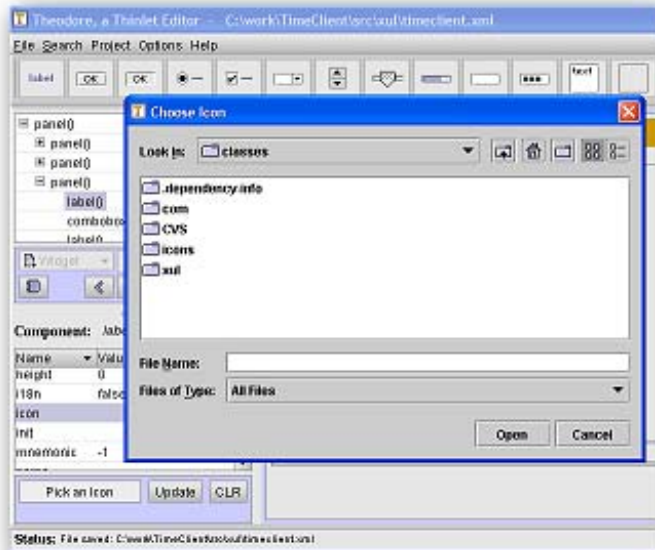 Theodore, a Thinlet Editor - C:\work\TimeClient\src\xul\timeclient.xml
File Search Project Options Help
label OK OK text
Choose Icon
Look In: classes
.dependency-info
com
CVS
icons
xul
File Name:
Files of Type: All Files
Open Cancel
panel()
panel()
panel()
panel()
label()
combobo
label()
Widget
Component: /labe
Name Valu
height 0
i18n false
icon
init
mnemonic -1
Pick an Icon Update CLR
Status: File saved: C:\work\TimeClient\src\xul\timeclient.xml